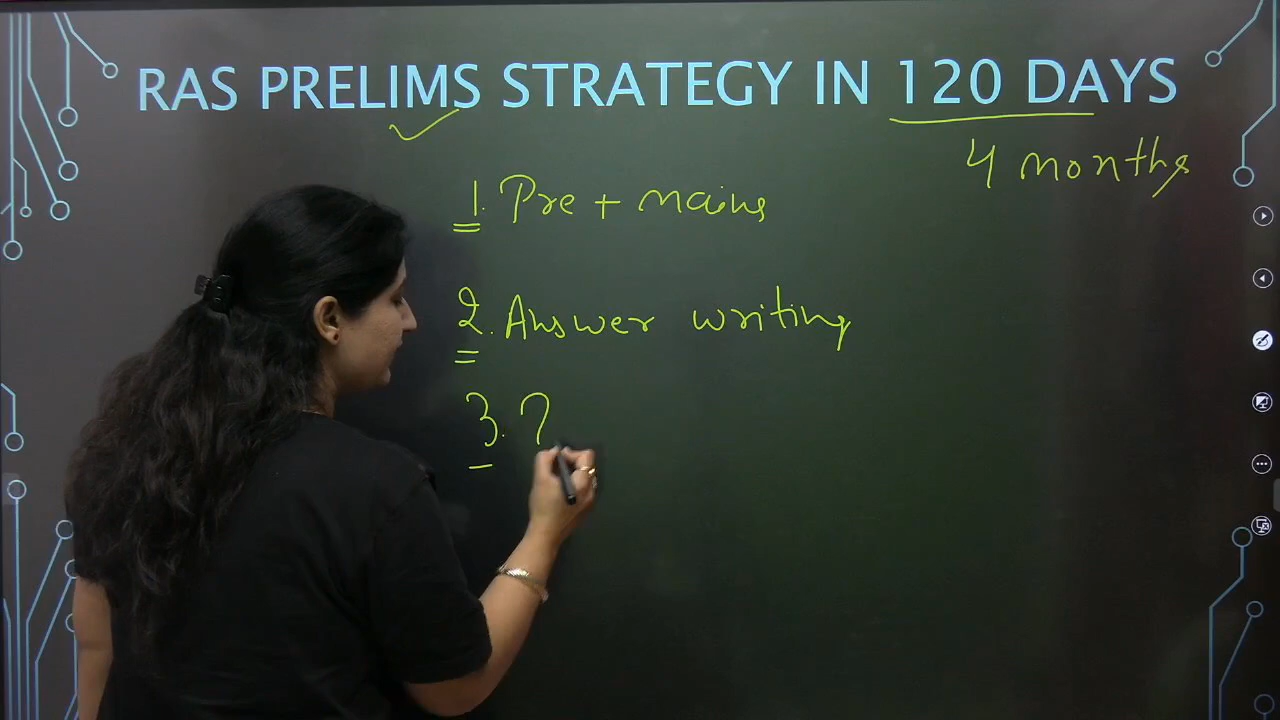 RAS PRELIMS STRATEGY IN 120 DAYS
4 months
1. Pre + mains
2. Answer writing
3.